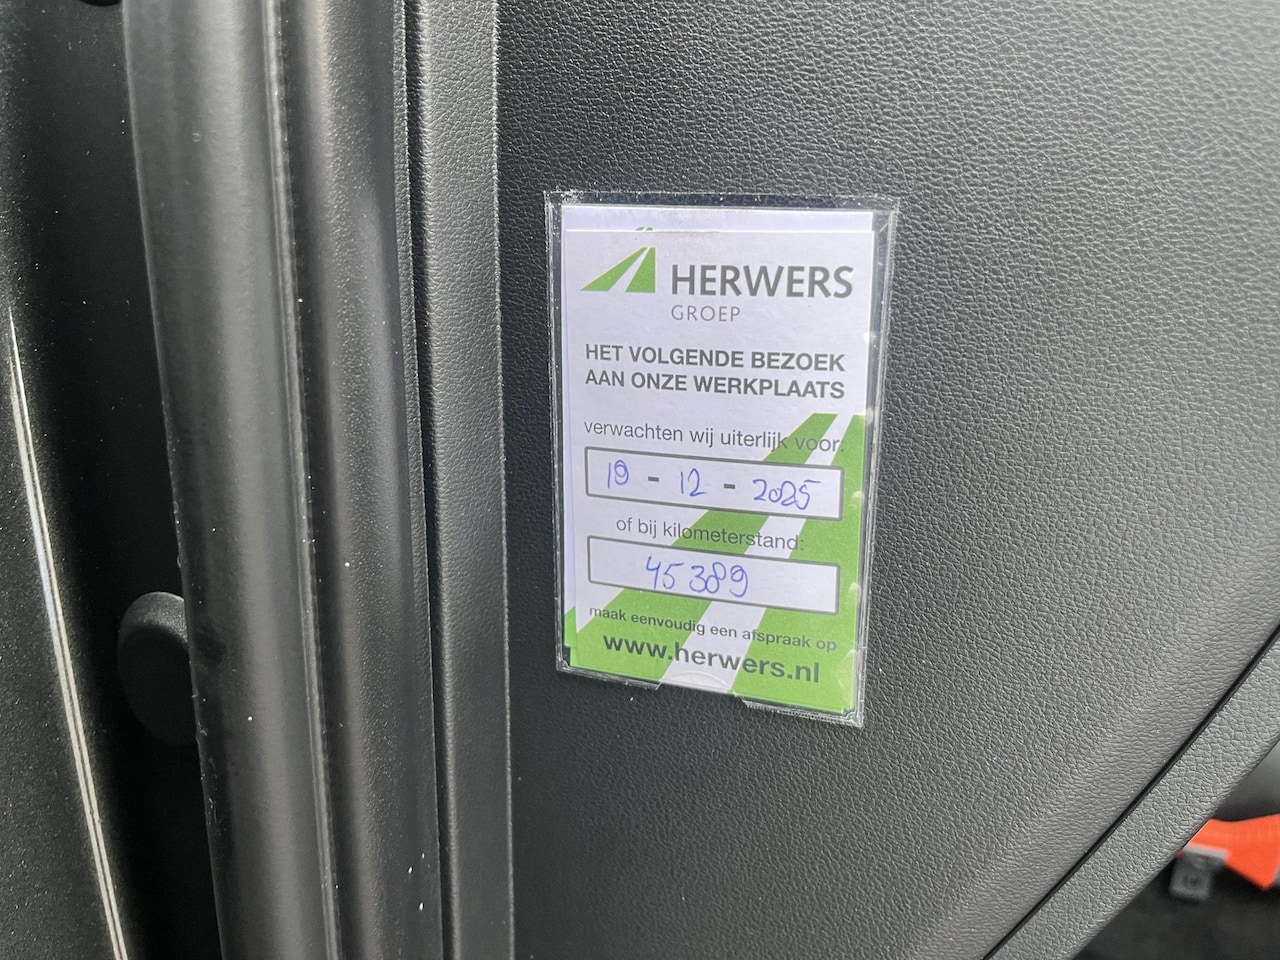 HERWERS
GROEP
HET VOLGENDE BEZOEK
AAN ONZE WERKPLAATS
verwachten wij uiterlijk voor:
19 - 12 - 2025
of bij kilometerstand:
45389
maak eenvoudig een afspraak op
www.herwers.nl